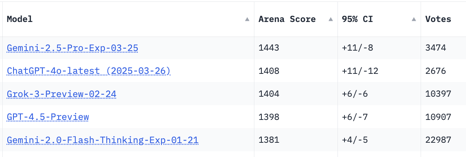 Model Arena Score 95% CI Votes
Gemini-2.5-Pro-Exp-03-25 1443 +11/-8 3474
ChatGPT-4o-latest (2025-03-26) 1408 +11/-12 2676
Grok-3-Preview-02-24 1404 +6/-6 10397
GPT-4.5-Preview 1398 +6/-7 10907
Gemini-2.0-Flash-Thinking-Exp-01-21 1381 +4/-5 22987